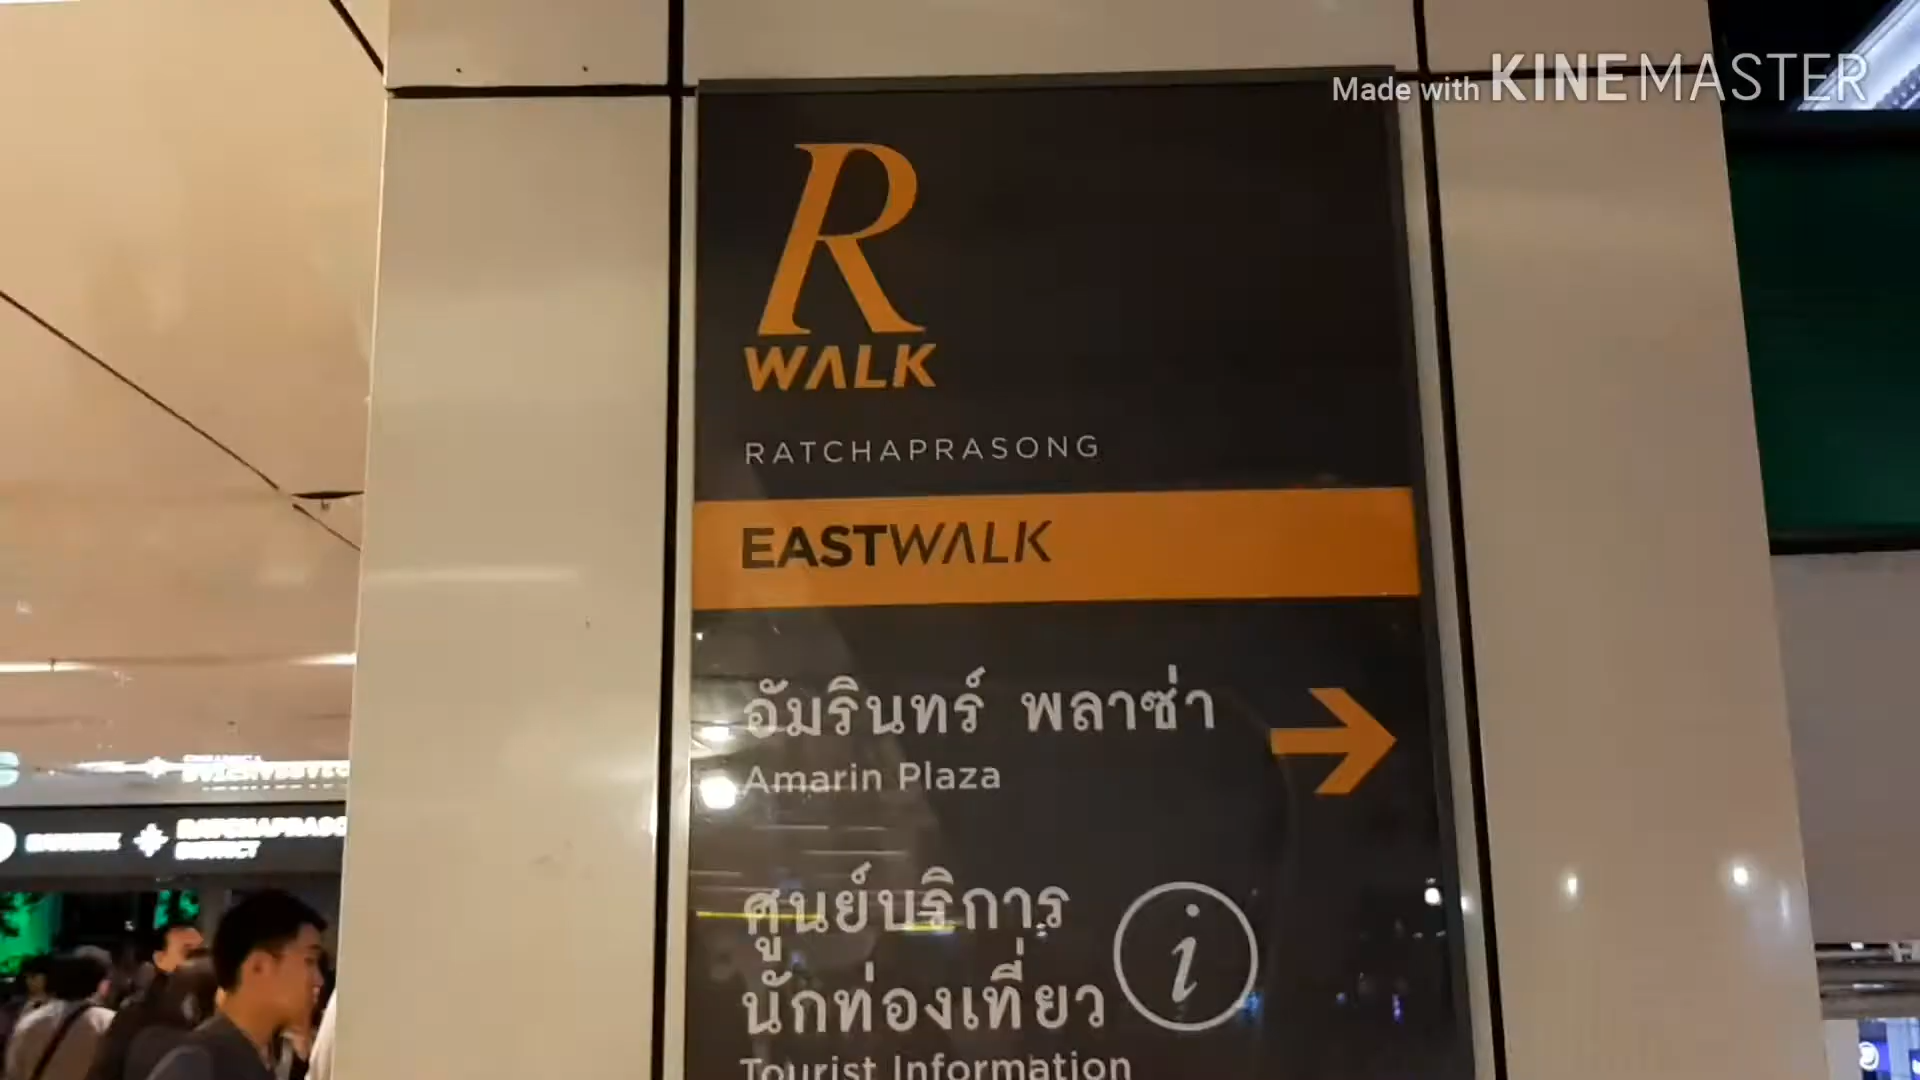 Made with KINEMASTER
R
WALK
RATCHAPRASONG
EASTWALK
อัมรินทร์ พลาซ่า
Amarin Plaza
ศูนย์บริการ
นักท่องเที่ยว
i
Tourist Information
RATCHAPRASO
DISTRICT